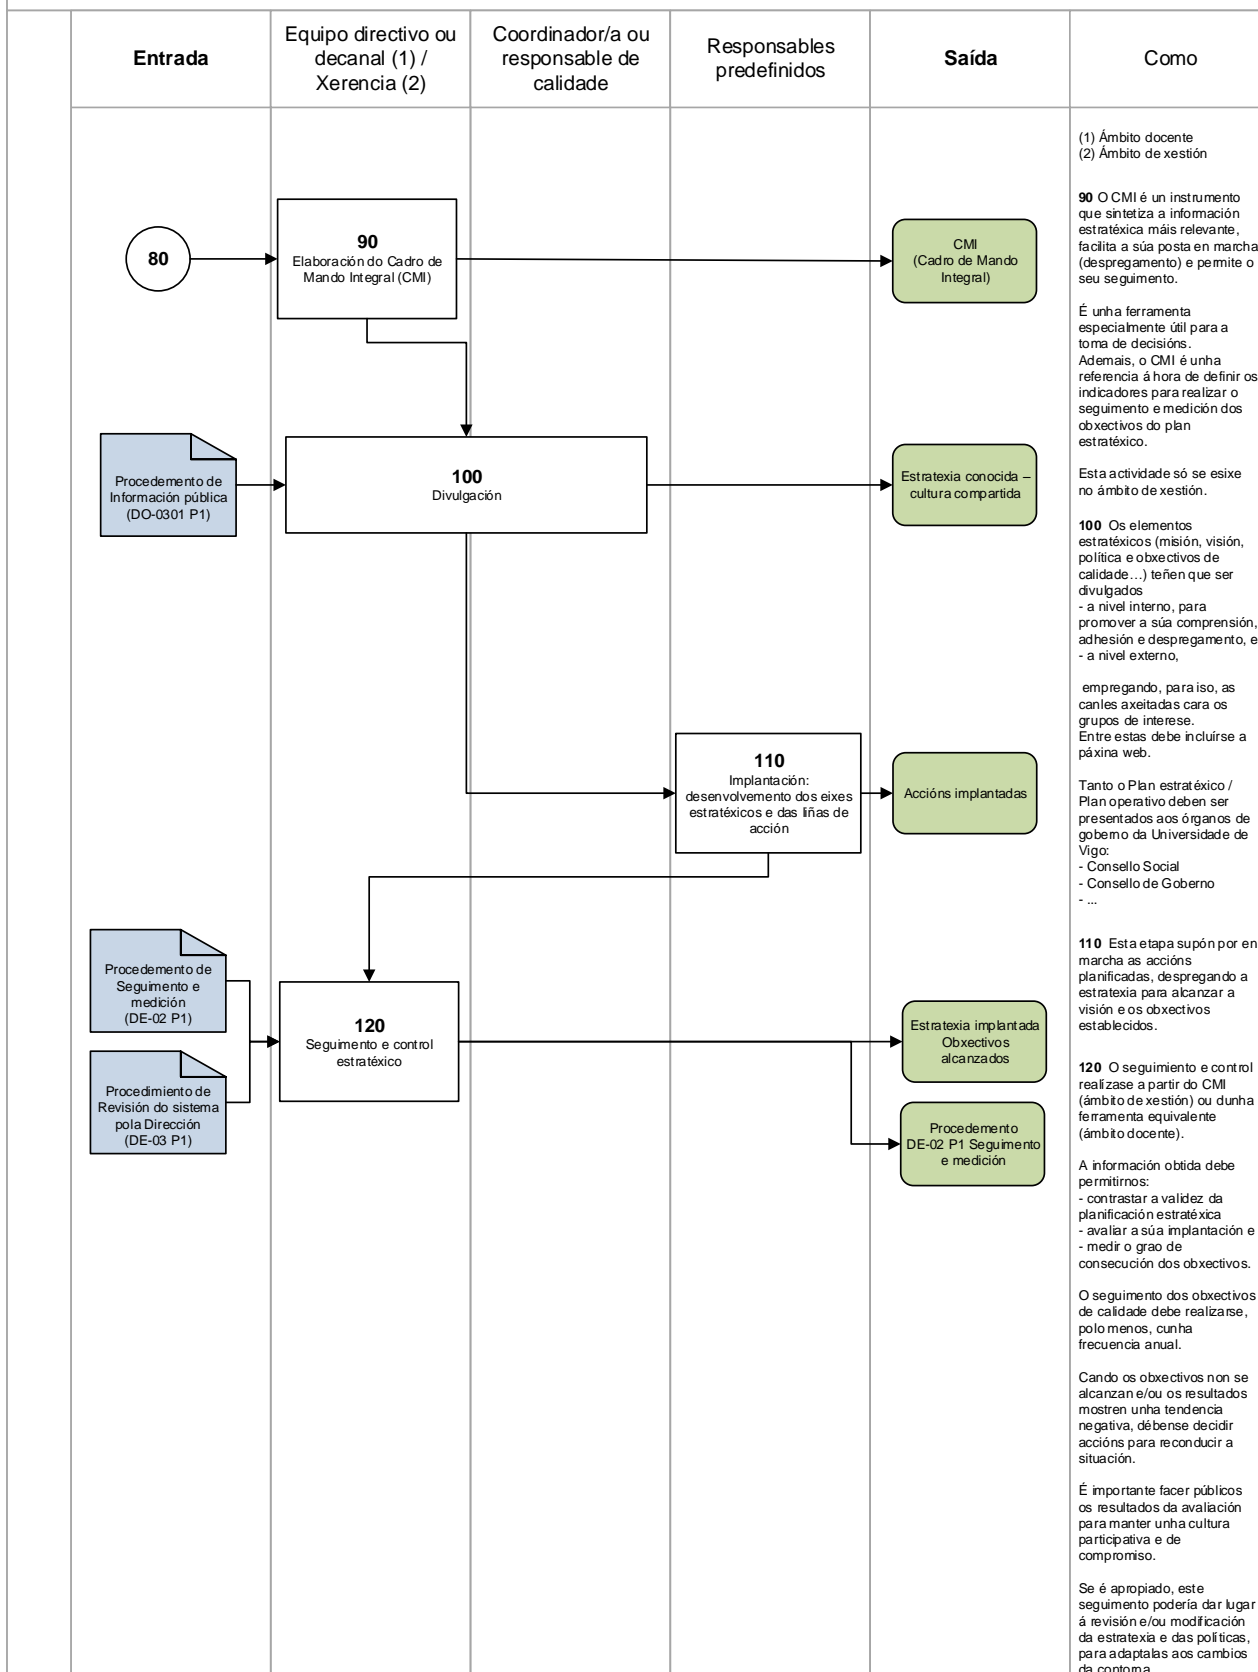 Entrada
Equipo directivo ou
decanal (1) /
Xerencia (2)
Coordinador/a ou
responsable de
calidade
Responsables
predefinidos
Saída
Como
80
90
Elaboración do Cadro de
Mando Integral (CMI)
CMI
(Cadro de Mando
Integral)
Procedemento de
Información pública
(DO-0301 P1)
100
Divulgación
Estratexia conocida –
cultura compartida
110
Implantación:
desenvolvemento dos eixes
estratéxicos e das liñas de
acción
Accións implantadas
Procedemento de
Seguimento e
medición
(DE-02 P1)
Procedimiento de
Revisión do sistema
pola Dirección
(DE-03 P1)
120
Seguimento e control
estratéxico
Estratexia implantada
Obxectivos
alcanzados
Procedemento
DE-02 P1 Seguimento
e medición
(1) Ámbito docente
(2) Ámbito de xestión
90 O CMI é un instrumento
que sintetiza a información
estratéxica máis relevante,
facilita a súa posta en marcha
(despregamento) e permite o
seu seguimento.
É unha ferramenta
especialmente útil para a
toma de decisións.
Ademais, o CMI é unha
referencia á hora de definir os
indicadores para realizar o
seguimento e medición dos
obxectivos do plan
estratéxico.
Esta actividade só se esixe
no ámbito de xestión.
100 Os elementos
estratéxicos (misión, visión,
política e obxectivos de
calidade…) teñen que ser
divulgados
- a nivel interno, para
promover a súa comprensión,
adhesión e despregamento, e
- a nivel externo,
empregando, para iso, as
canles axeitadas cara os
grupos de interese.
Entre estas debe incluírse a
páxina web.
Tanto o Plan estratéxico /
Plan operativo deben ser
presentados aos órganos de
goberno da Universidade de
Vigo:
- Consello Social
- Consello de Goberno
- ...
110 Esta etapa supón por en
marcha as accións
planificadas, despregando a
estratexia para alcanzar a
visión e os obxectivos
establecidos.
120 O seguimiento e control
realízase a partir do CMI
(ámbito de xestión) ou dunha
ferramenta equivalente
(ámbito docente).
A información obtida debe
permitirnos:
- contrastar a validez da
planificación estratéxica
- avaliar a súa implantación e
- medir o grao de
consecución dos obxectivos.
O seguimento dos obxectivos
de calidade debe realizarse,
polo menos, cunha
frecuencia anual.
Cando os obxectivos non se
alcanzan e/ou os resultados
mostren unha tendencia
negativa, débense decidir
accións para reconducir a
situación.
É importante facer públicos
os resultados da avaliación
para manter unha cultura
participativa e de
compromiso.
Se é apropiado, este
seguimento podería dar lugar
á revisión e/ou modificación
da estratexia e das políticas,
para adaptalas aos cambios
da contorna